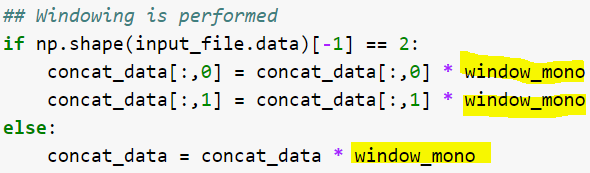 ## Windowing is performed
if np.shape(input_file.data)[-1] == 2:
    concat_data[:,0] = concat_data[:,0] * window_mono
    concat_data[:,1] = concat_data[:,1] * window_mono
else:
    concat_data = concat_data * window_mono